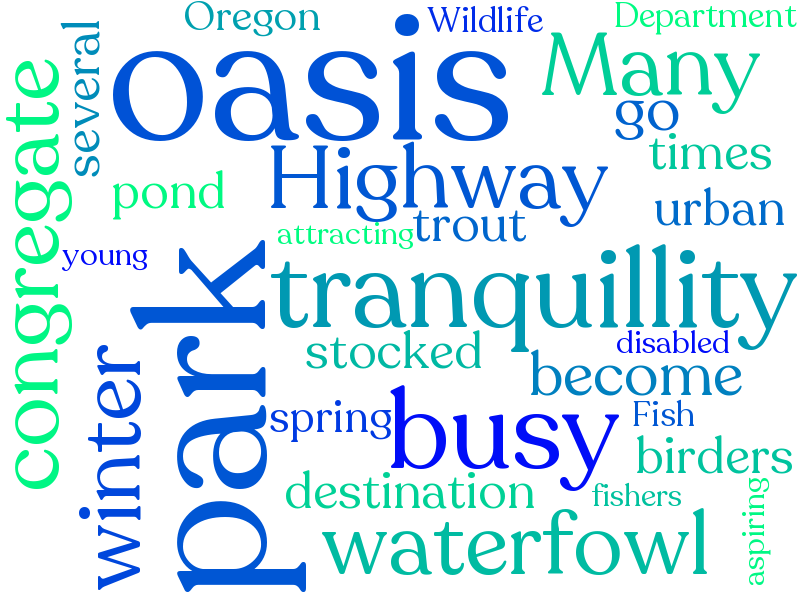 Oregon
Wildlife
Department
several
oasis
Many
go
congregate
Highway
times
pond
trout
urban
attracting
young
park
tranquillity
stocked
disabled
winter
become
spring
busy
Fish
birders
destination
fishers
aspiring
waterfowl